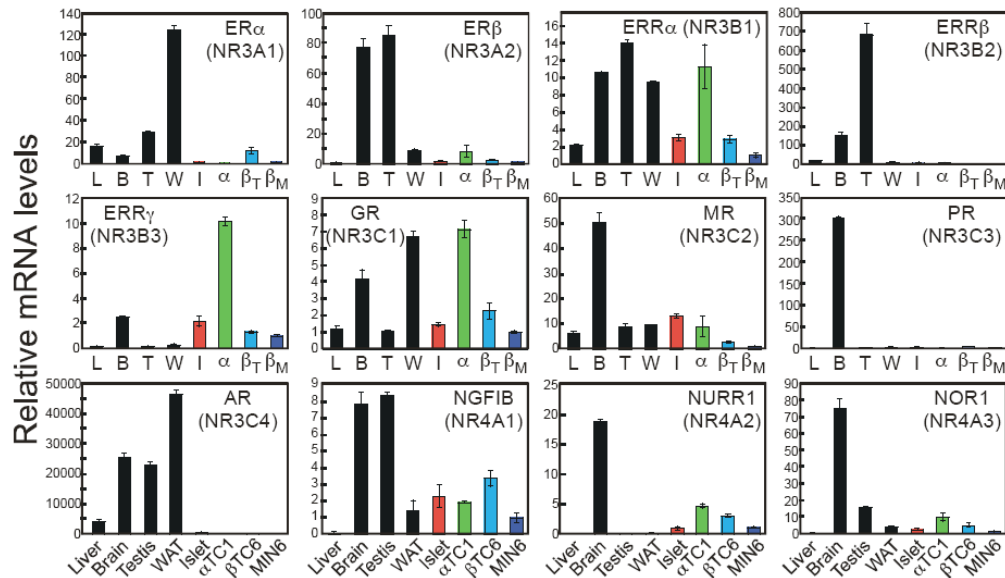 Relative mRNA levels
ERα
(NR3A1)
140
120
100
80
60
40
20
0
L B T W I α βT βM
ERβ
(NR3A2)
100
80
60
40
20
0
L B T W I α βT βM
ERRα (NR3B1)
16
14
12
10
8
6
4
2
0
L B T W I α βT βM
ERRβ
(NR3B2)
800
700
600
500
400
300
200
100
0
L B T W I α βT βM
ERRγ
(NR3B3)
12
10
8
6
4
2
0
L B T W I α βT βM
GR
(NR3C1)
9
8
7
6
5
4
3
2
1
0
L B T W I α βT βM
MR
(NR3C2)
60
50
40
30
20
10
0
L B T W I α βT βM
PR
(NR3C3)
350
300
250
200
150
100
50
0
L B T W I α βT βM
AR
(NR3C4)
50000
45000
40000
35000
30000
25000
20000
15000
10000
5000
0
Liver Brain Testis WAT Islet αTC1 βTC6 MIN6
NGFIB
(NR4A1)
9
8
7
6
5
4
3
2
1
0
Liver Brain Testis WAT Islet αTC1 βTC6 MIN6
NURR1
(NR4A2)
25
20
15
10
5
0
Liver Brain Testis WAT Islet αTC1 βTC6 MIN6
NOR1
(NR4A3)
90
80
70
60
50
40
30
20
10
0
Liver Brain Testis WAT Islet αTC1 βTC6 MIN6